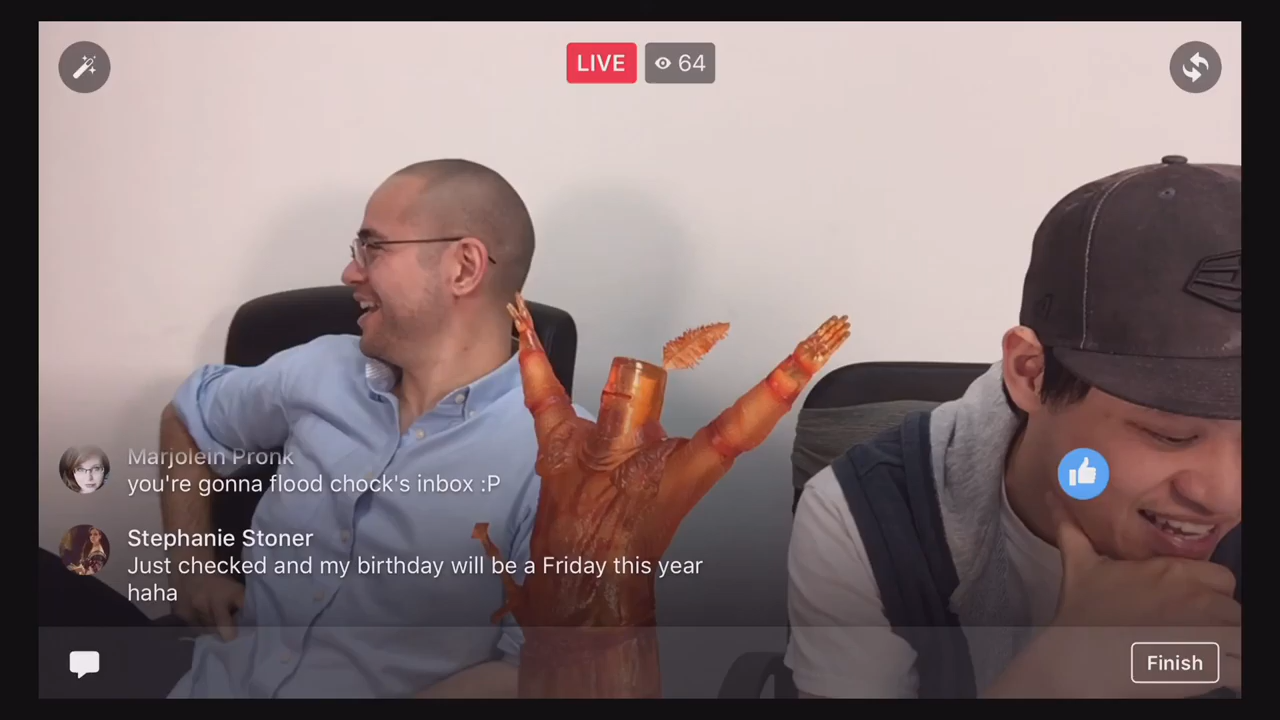 LIVE 64
Marjolein Pronk
you're gonna flood chock's inbox :P
Stephanie Stoner
Just checked and my birthday will be a Friday this year
haha
Finish